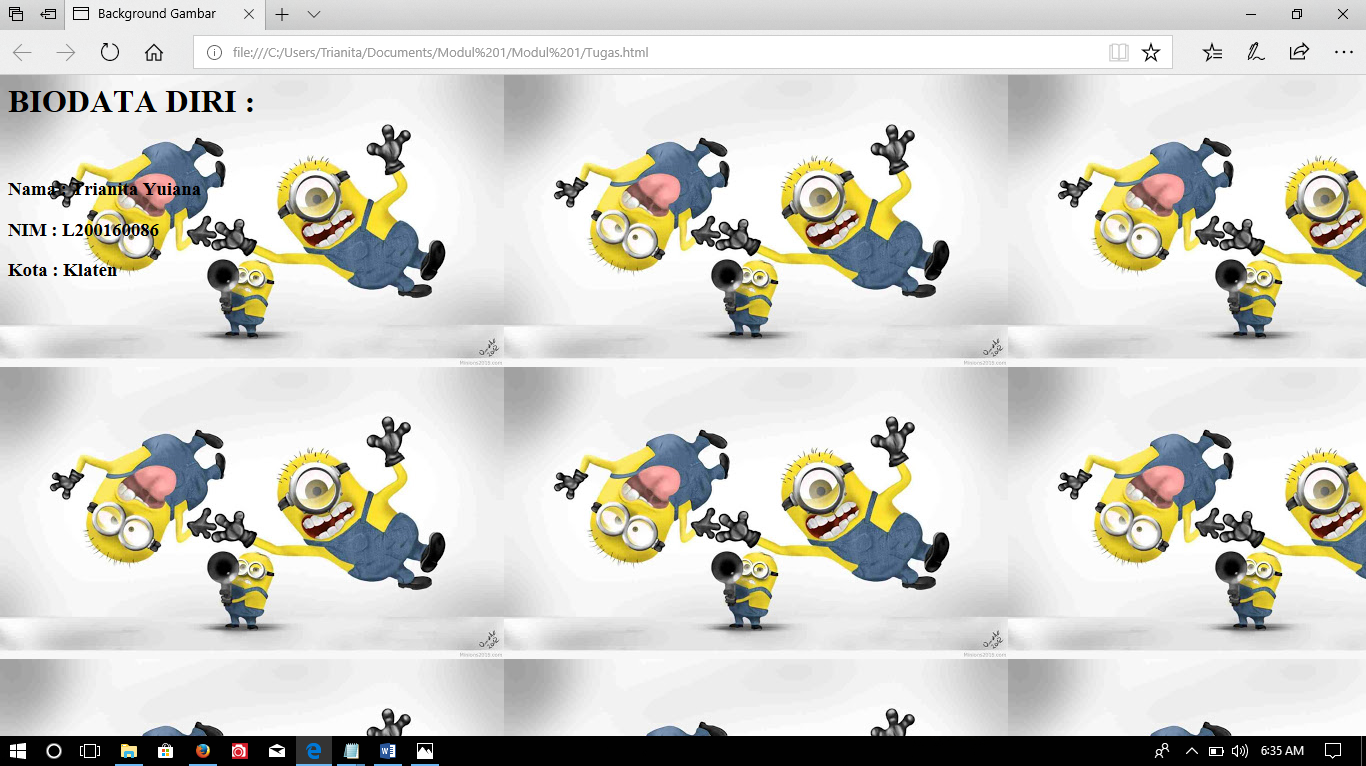 Background Gambar
file:///C:/Users/Trianita/Documents/Modul%201/Modul%201/Tugas.html
BIODATA DIRI :
Nama : Trianita Yuiana
NIM : L200160086
Kota : Klaten
6:35 AM